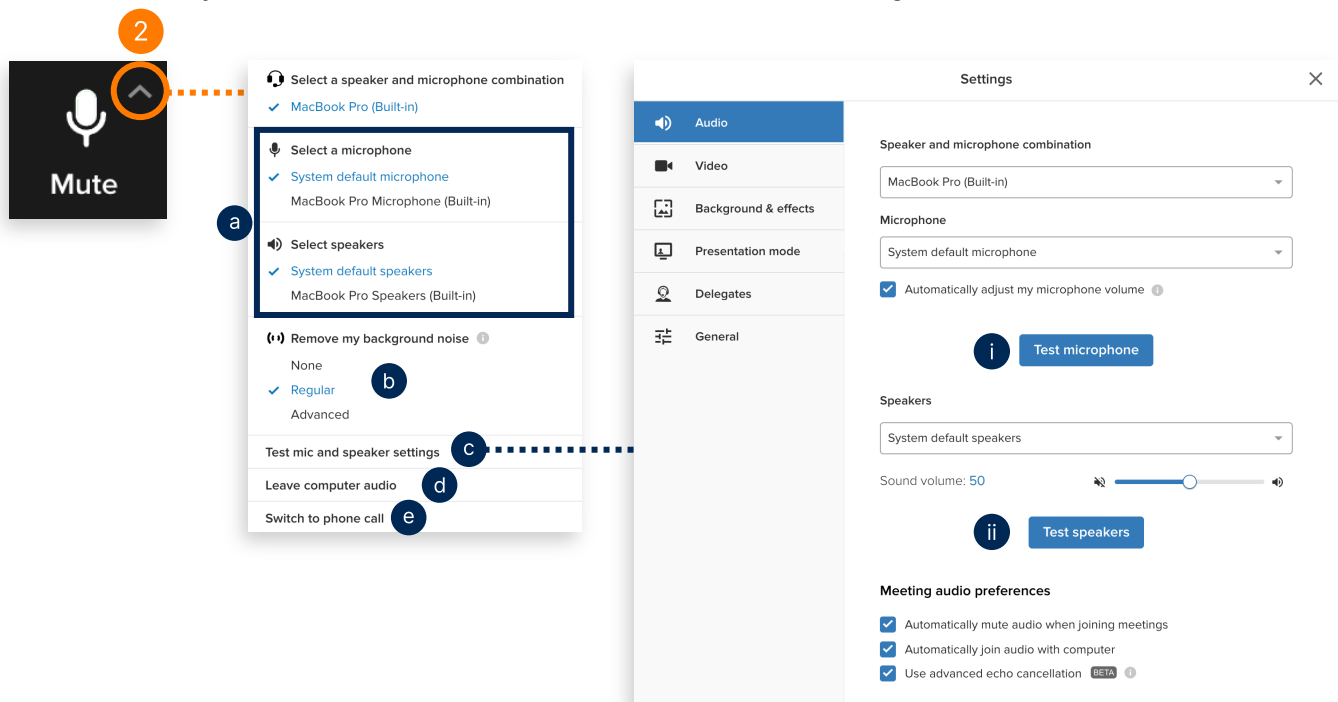 2
Mute
Select a speaker and microphone combination
MacBook Pro (Built-in)
a
Select a microphone
System default microphone
MacBook Pro Microphone (Built-in)
Select speakers
System default speakers
MacBook Pro Speakers (Built-in)
Remove my background noise
None
Regular
Advanced
b
Test mic and speaker settings
c
Leave computer audio
d
Switch to phone call
e
Settings
Audio
Video
Background & effects
Presentation mode
Delegates
General
Speaker and microphone combination
MacBook Pro (Built-in)
Microphone
System default microphone
Automatically adjust my microphone volume
i
Test microphone
Speakers
System default speakers
Sound volume: 50
ii
Test speakers
Meeting audio preferences
Automatically mute audio when joining meetings
Automatically join audio with computer
Use advanced echo cancellation BETA